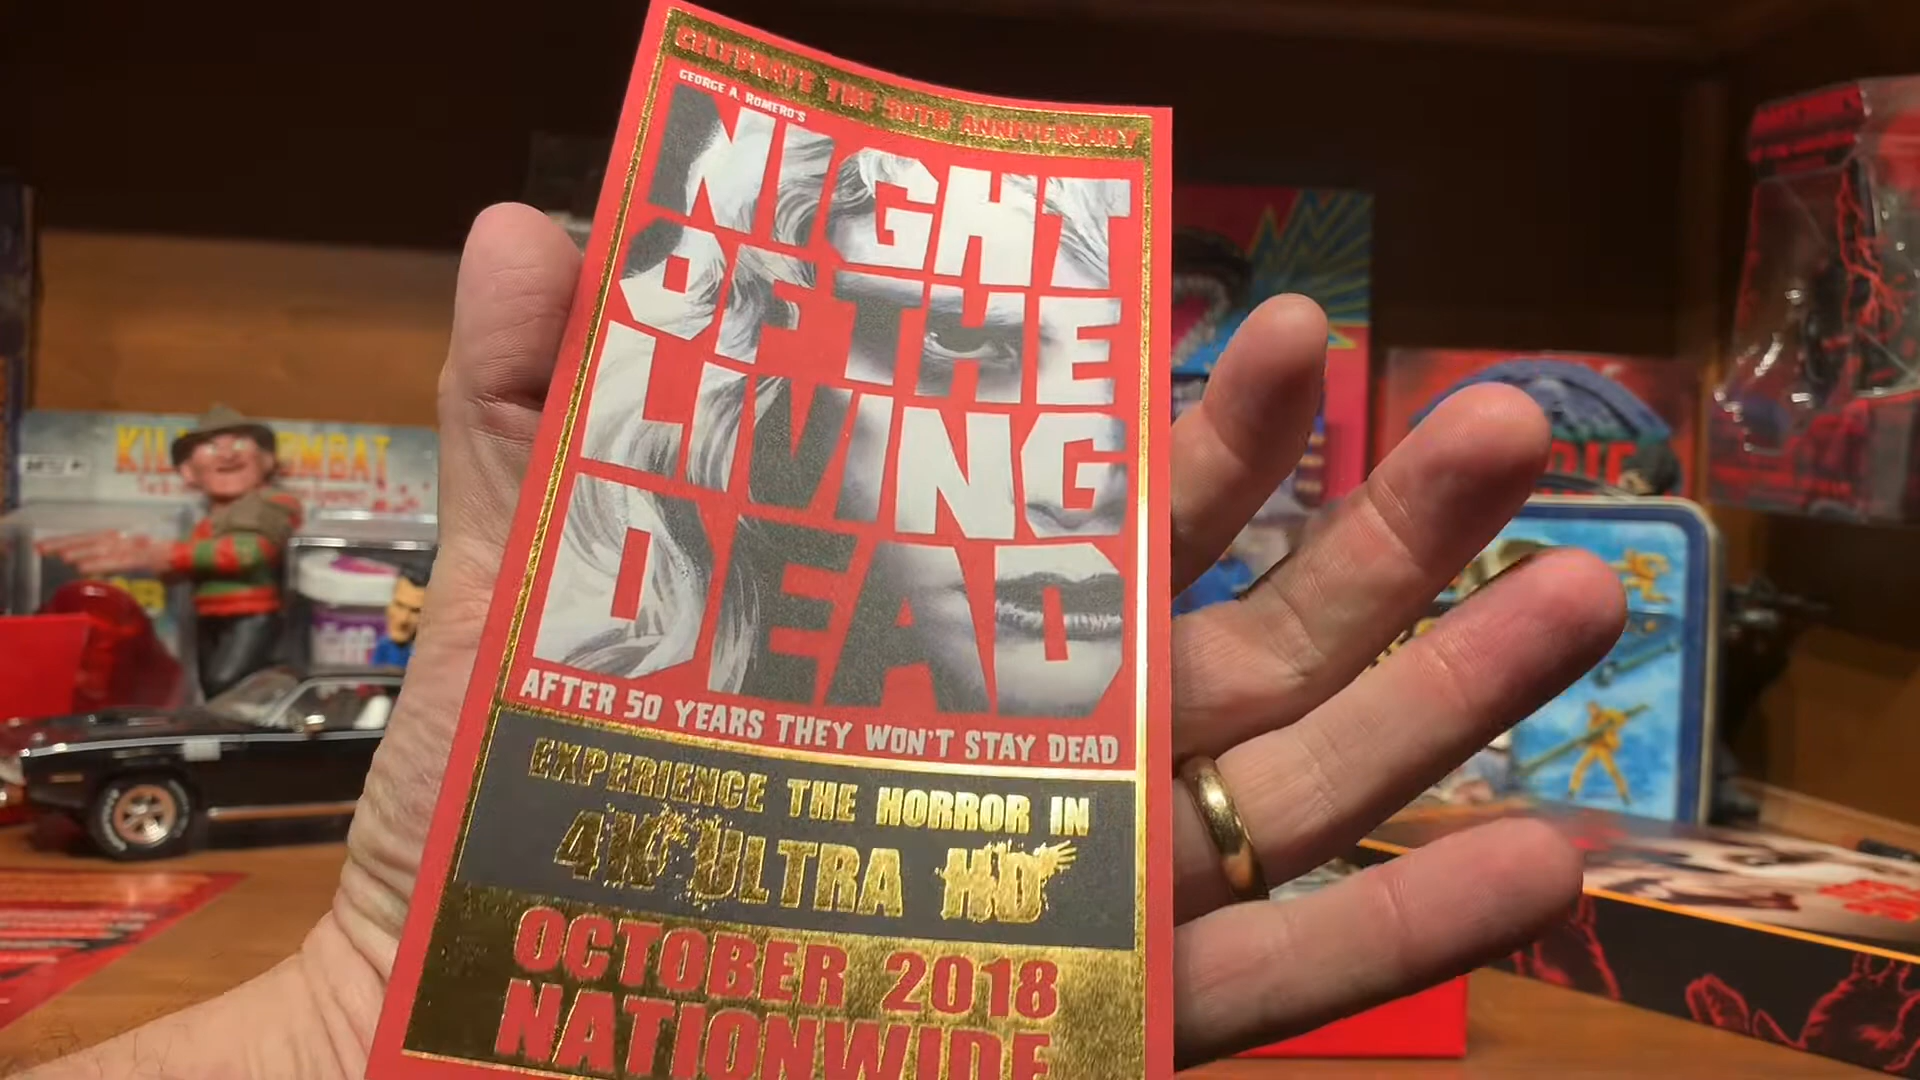 CELEBRATE THE 50TH ANNIVERSARY
GEORGE A. ROMERO'S
NIGHT
OF THE
LIVING
DEAD
AFTER 50 YEARS THEY WON'T STAY DEAD
EXPERIENCE THE HORROR IN
4K ULTRA HD
OCTOBER 2018
NATIONWIDE